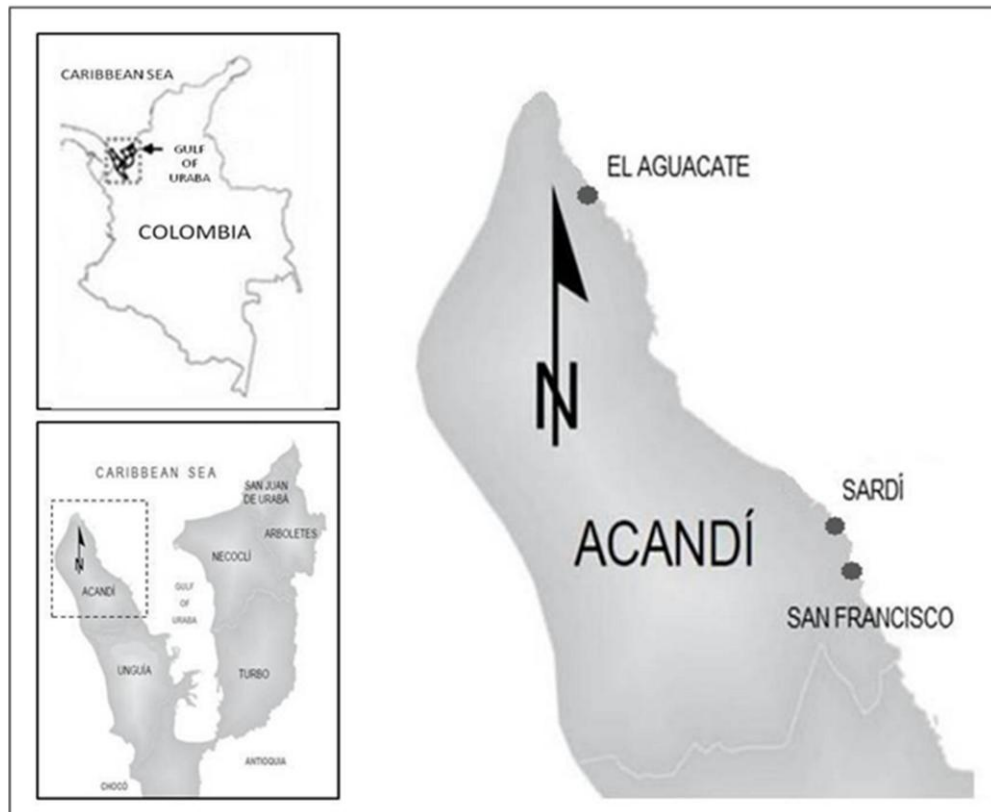 CARIBBEAN SEA
GULF
OF
URABA
COLOMBIA
CARIBBEAN SEA
SAN JUAN
DE URABÁ
ARBOLETES
NECOCLÍ
N
ACANDÍ
GULF
OF
URABA
UNGUÍA
TURBO
ANTIOQUIA
CHOCÓ
EL AGUACATE
N
SARDÍ
ACANDÍ
SAN FRANCISCO